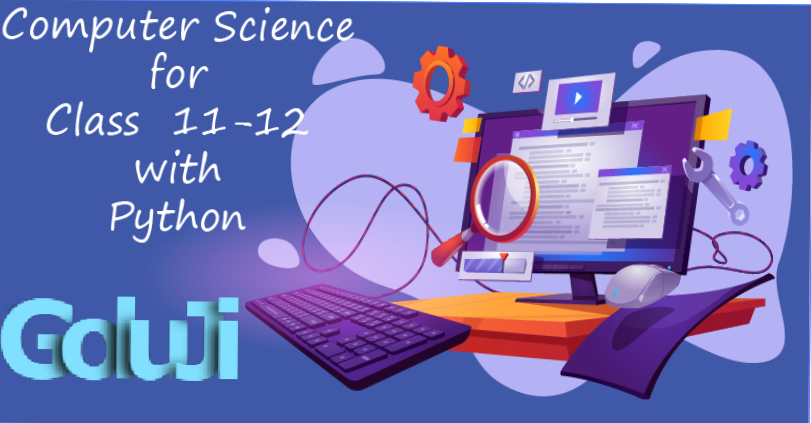 Computer Science
for
Class 11-12
with
Python
GoluJi